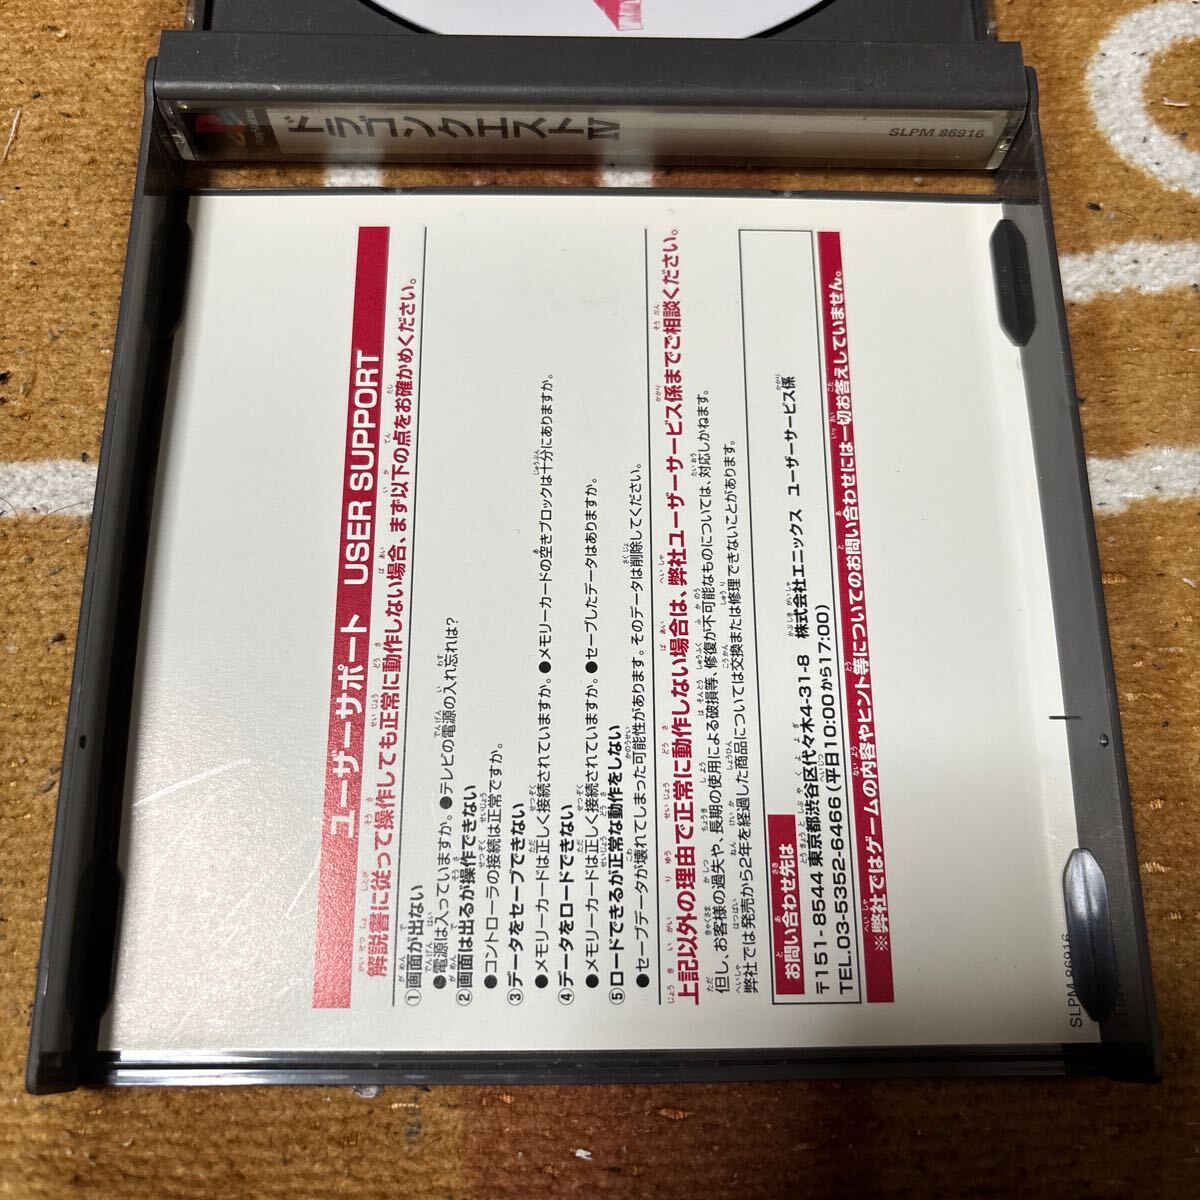 ドラゴンクエストIV
SLPM 86916
ユーザーサポート USER SUPPORT
解説書に従って操作しても正常に動作しない場合、まず以下の点をお確かめください。
①画面が出ない
●電源は入っていますか。●テレビの電源の入れ忘れは?
②画面は出るが操作できない
●コントローラの接続は正常ですか。
③データをセーブできない
●メモリーカードは正しく接続されていますか。●メモリーカードの空きブロックは十分にありますか。
④データをロードできない
●メモリーカードは正しく接続されていますか。●セーブしたデータはありますか。
⑤ロードできるが正常な動作をしない
●セーブデータが壊れてしまった可能性があります。そのデータは削除してください。
上記以外の理由で正常に動作しない場合は、弊社ユーザーサービス係までご相談ください。
但し、お客様の過失や、長期の使用による破損等、修復が不可能なものについては、対応しかねます。
弊社では発売から2年を経過した商品については交換または修理できないことがあります。
お問い合わせ先は
〒151-8544 東京都渋谷区代々木4-31-8 株式会社エニックス ユーザーサービス係
TEL.03-5352-6466(平日10:00から17:00)
※弊社ではゲームの内容やヒント等についてのお問い合わせには一切お答えしていません。
SLPM 86916